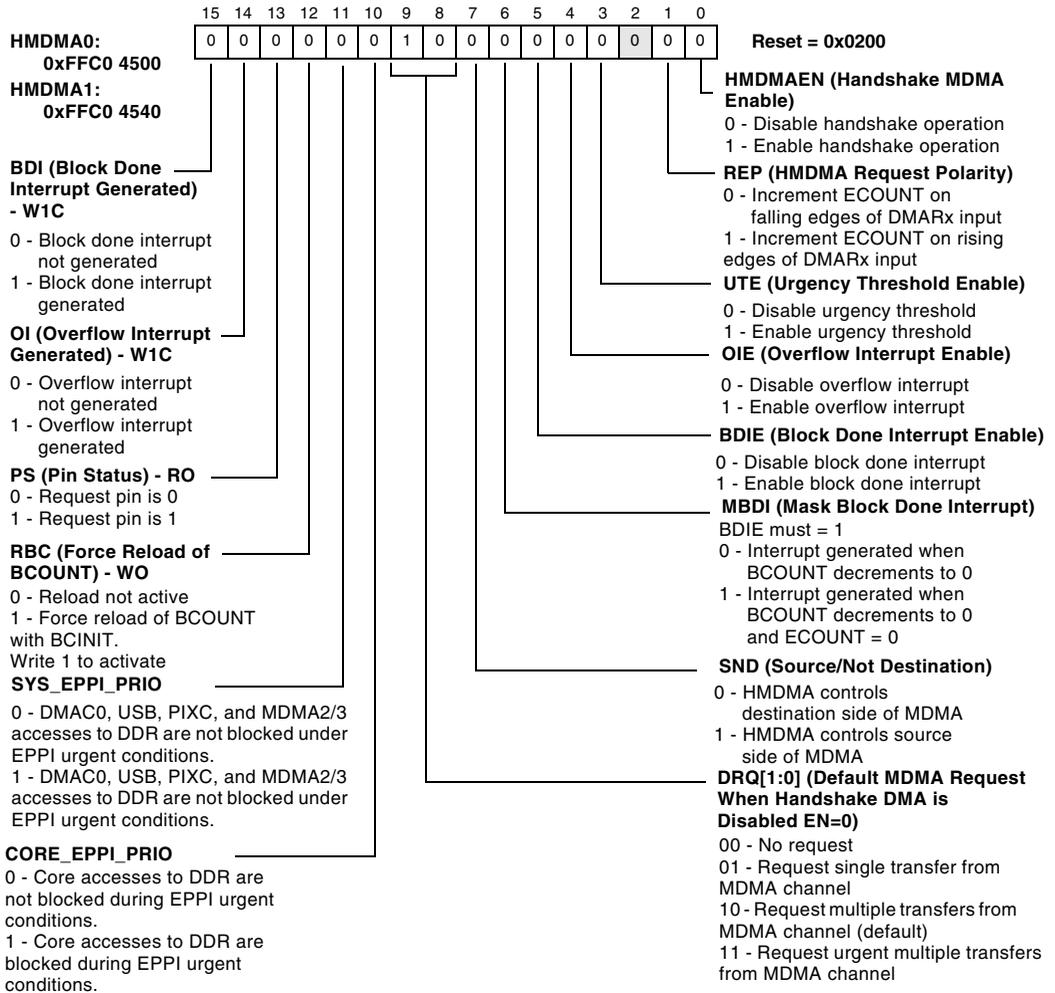 15 14 13 12 11 10 9 8 7 6 5 4 3 2 1 0
HMDMA0:
0xFFC0 4500
HMDMA1:
0xFFC0 4540
0 0 0 0 0 0 1 0 0 0 0 0 0 0 0 0
Reset = 0x0200
BDI (Block Done
Interrupt Generated)
- W1C
0 - Block done interrupt
not generated
1 - Block done interrupt
generated
OI (Overflow Interrupt
Generated) - W1C
0 - Overflow interrupt
not generated
1 - Overflow interrupt
generated
PS (Pin Status) - RO
0 - Request pin is 0
1 - Request pin is 1
RBC (Force Reload of
BCOUNT) - WO
0 - Reload not active
1 - Force reload of BCOUNT
with BCINIT.
Write 1 to activate
SYS_EPPI_PRIO
0 - DMAC0, USB, PIXC, and MDMA2/3
accesses to DDR are not blocked under
EPPI urgent conditions.
1 - DMAC0, USB, PIXC, and MDMA2/3
accesses to DDR are not blocked under
EPPI urgent conditions.
CORE_EPPI_PRIO
0 - Core accesses to DDR are
not blocked during EPPI urgent
conditions.
1 - Core accesses to DDR are
blocked during EPPI urgent
conditions.
HMDMAEN (Handshake MDMA
Enable)
0 - Disable handshake operation
1 - Enable handshake operation
REP (HMDMA Request Polarity)
0 - Increment ECOUNT on
falling edges of DMARx input
1 - Increment ECOUNT on rising
edges of DMARx input
UTE (Urgency Threshold Enable)
0 - Disable urgency threshold
1 - Enable urgency threshold
OIE (Overflow Interrupt Enable)
0 - Disable overflow interrupt
1 - Enable overflow interrupt
BDIE (Block Done Interrupt Enable)
0 - Disable block done interrupt
1 - Enable block done interrupt
MBDI (Mask Block Done Interrupt)
BDIE must = 1
0 - Interrupt generated when
BCOUNT decrements to 0
1 - Interrupt generated when
BCOUNT decrements to 0
and ECOUNT = 0
SND (Source/Not Destination)
0 - HMDMA controls
destination side of MDMA
1 - HMDMA controls source
side of MDMA
DRQ[1:0] (Default MDMA Request
When Handshake DMA is
Disabled EN=0)
00 - No request
01 - Request single transfer from
MDMA channel
10 - Request multiple transfers from
MDMA channel (default)
11 - Request urgent multiple transfers
from MDMA channel